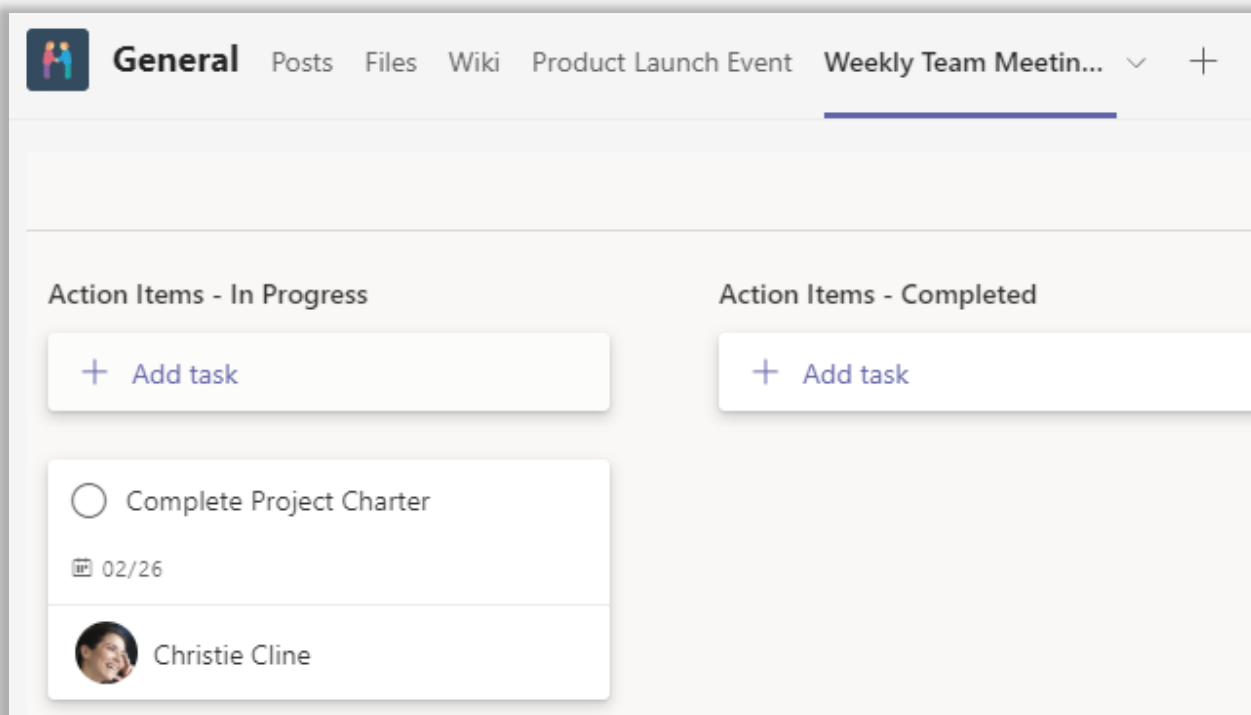 General Posts Files Wiki Product Launch Event Weekly Team Meetin...
Action Items - In Progress
Add task
Complete Project Charter
02/26
Christie Cline
Action Items - Completed
Add task